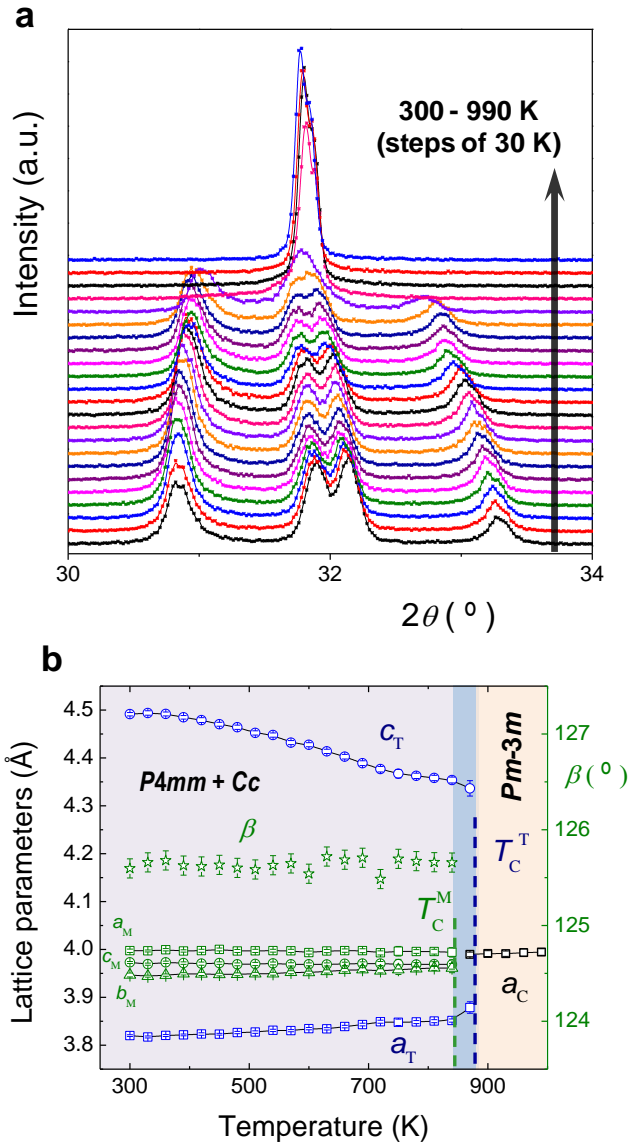 a
300 - 990 K
(steps of 30 K)
Intensity (a.u.)
30 32 34
2θ ( º )
b
4.5
4.4
4.3
4.2
4.1
4.0
3.9
3.8
Lattice parameters (Å)
127
126
125
124
β ( º )
c_T
P4mm + Cc
Pm-3m
β
T_C^T
T_C^M
a_M
c_M
b_M
a_C
a_T
300 500 700 900
Temperature (K)